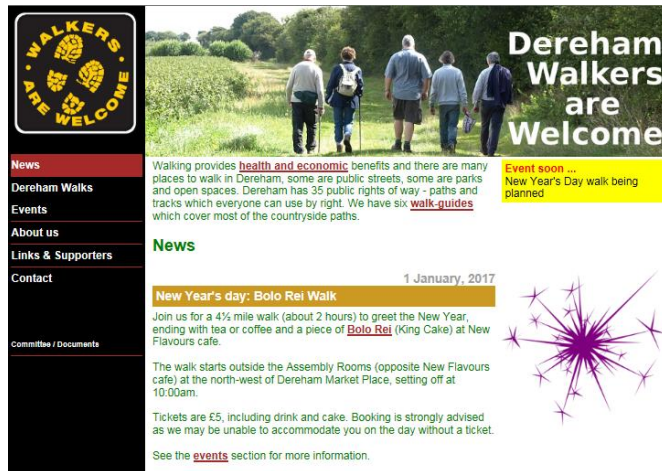 WALKERS
ARE WELCOME
Dereham
Walkers
are
Welcome
News
Dereham Walks
Events
About us
Links & Supporters
Contact
Committee / Documents
Walking provides health and economic benefits and there are many
places to walk in Dereham, some are public streets, some are parks
and open spaces. Dereham has 35 public rights of way - paths and
tracks which everyone can use by right. We have six walk-guides
which cover most of the countryside paths.
Event soon ...
New Year's Day walk being
planned
News
1 January, 2017
New Year's day: Bolo Rei Walk
Join us for a 4½ mile walk (about 2 hours) to greet the New Year,
ending with tea or coffee and a piece of Bolo Rei (King Cake) at New
Flavours cafe.
The walk starts outside the Assembly Rooms (opposite New Flavours
cafe) at the north-west of Dereham Market Place, setting off at
10:00am.
Tickets are £5, including drink and cake. Booking is strongly advised
as we may be unable to accommodate you on the day without a ticket.
See the events section for more information.